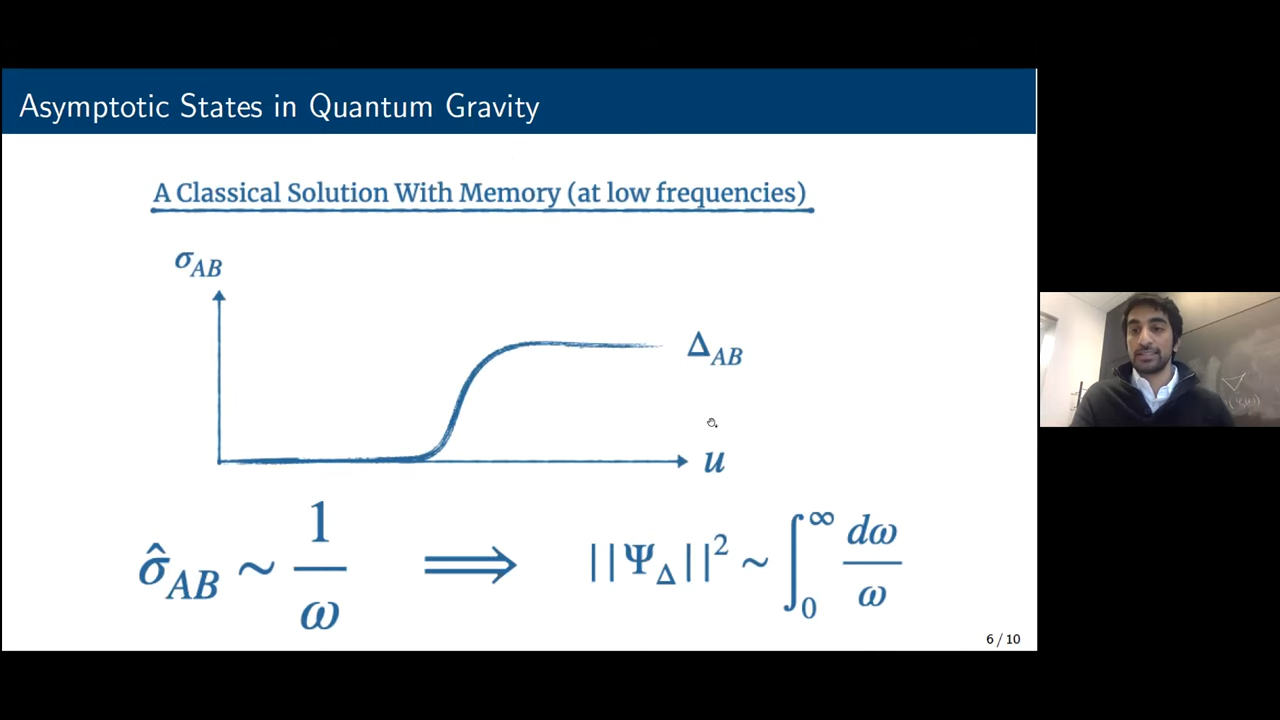 Asymptotic States in Quantum Gravity
A Classical Solution With Memory (at low frequencies)
σ_AB
Δ_AB
u
σ̂_AB ~ 1/ω ⟹ ||Ψ_Δ||² ~ ∫₀^∞ dω/ω
6 / 10